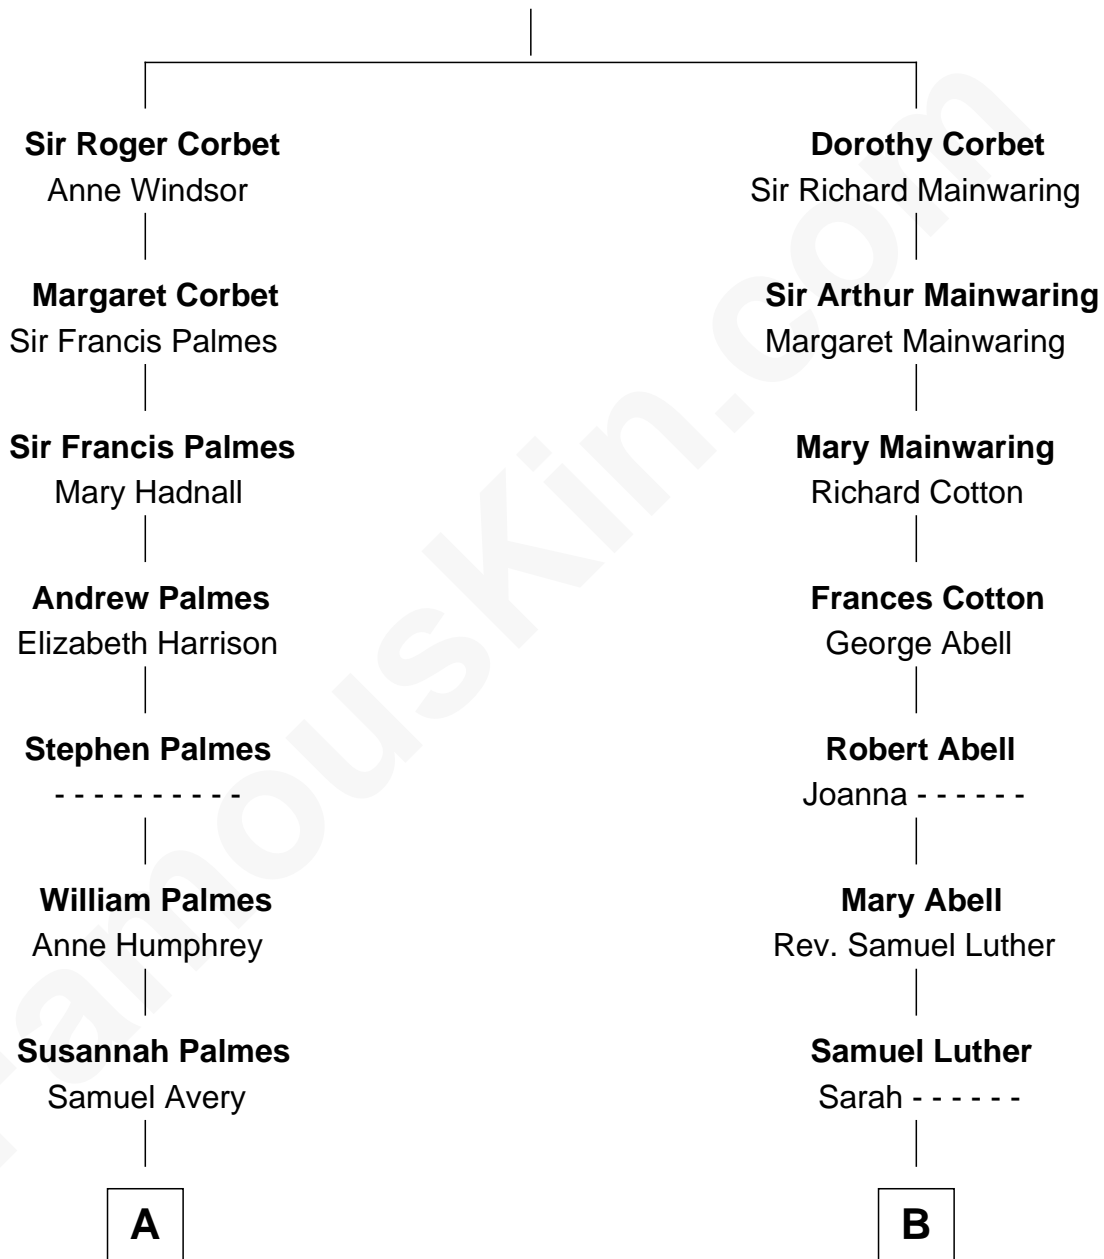 Sir Roger Corbet
Anne Windsor
Margaret Corbet
Sir Francis Palmes
Sir Francis Palmes
Mary Hadnall
Andrew Palmes
Elizabeth Harrison
Stephen Palmes
- - - - - - - - - -
William Palmes
Anne Humphrey
Susannah Palmes
Samuel Avery
A
Dorothy Corbet
Sir Richard Mainwaring
Sir Arthur Mainwaring
Margaret Mainwaring
Mary Mainwaring
Richard Cotton
Frances Cotton
George Abell
Robert Abell
Joanna - - - - - -
Mary Abell
Rev. Samuel Luther
Samuel Luther
Sarah - - - - - -
B
FamousKin.com